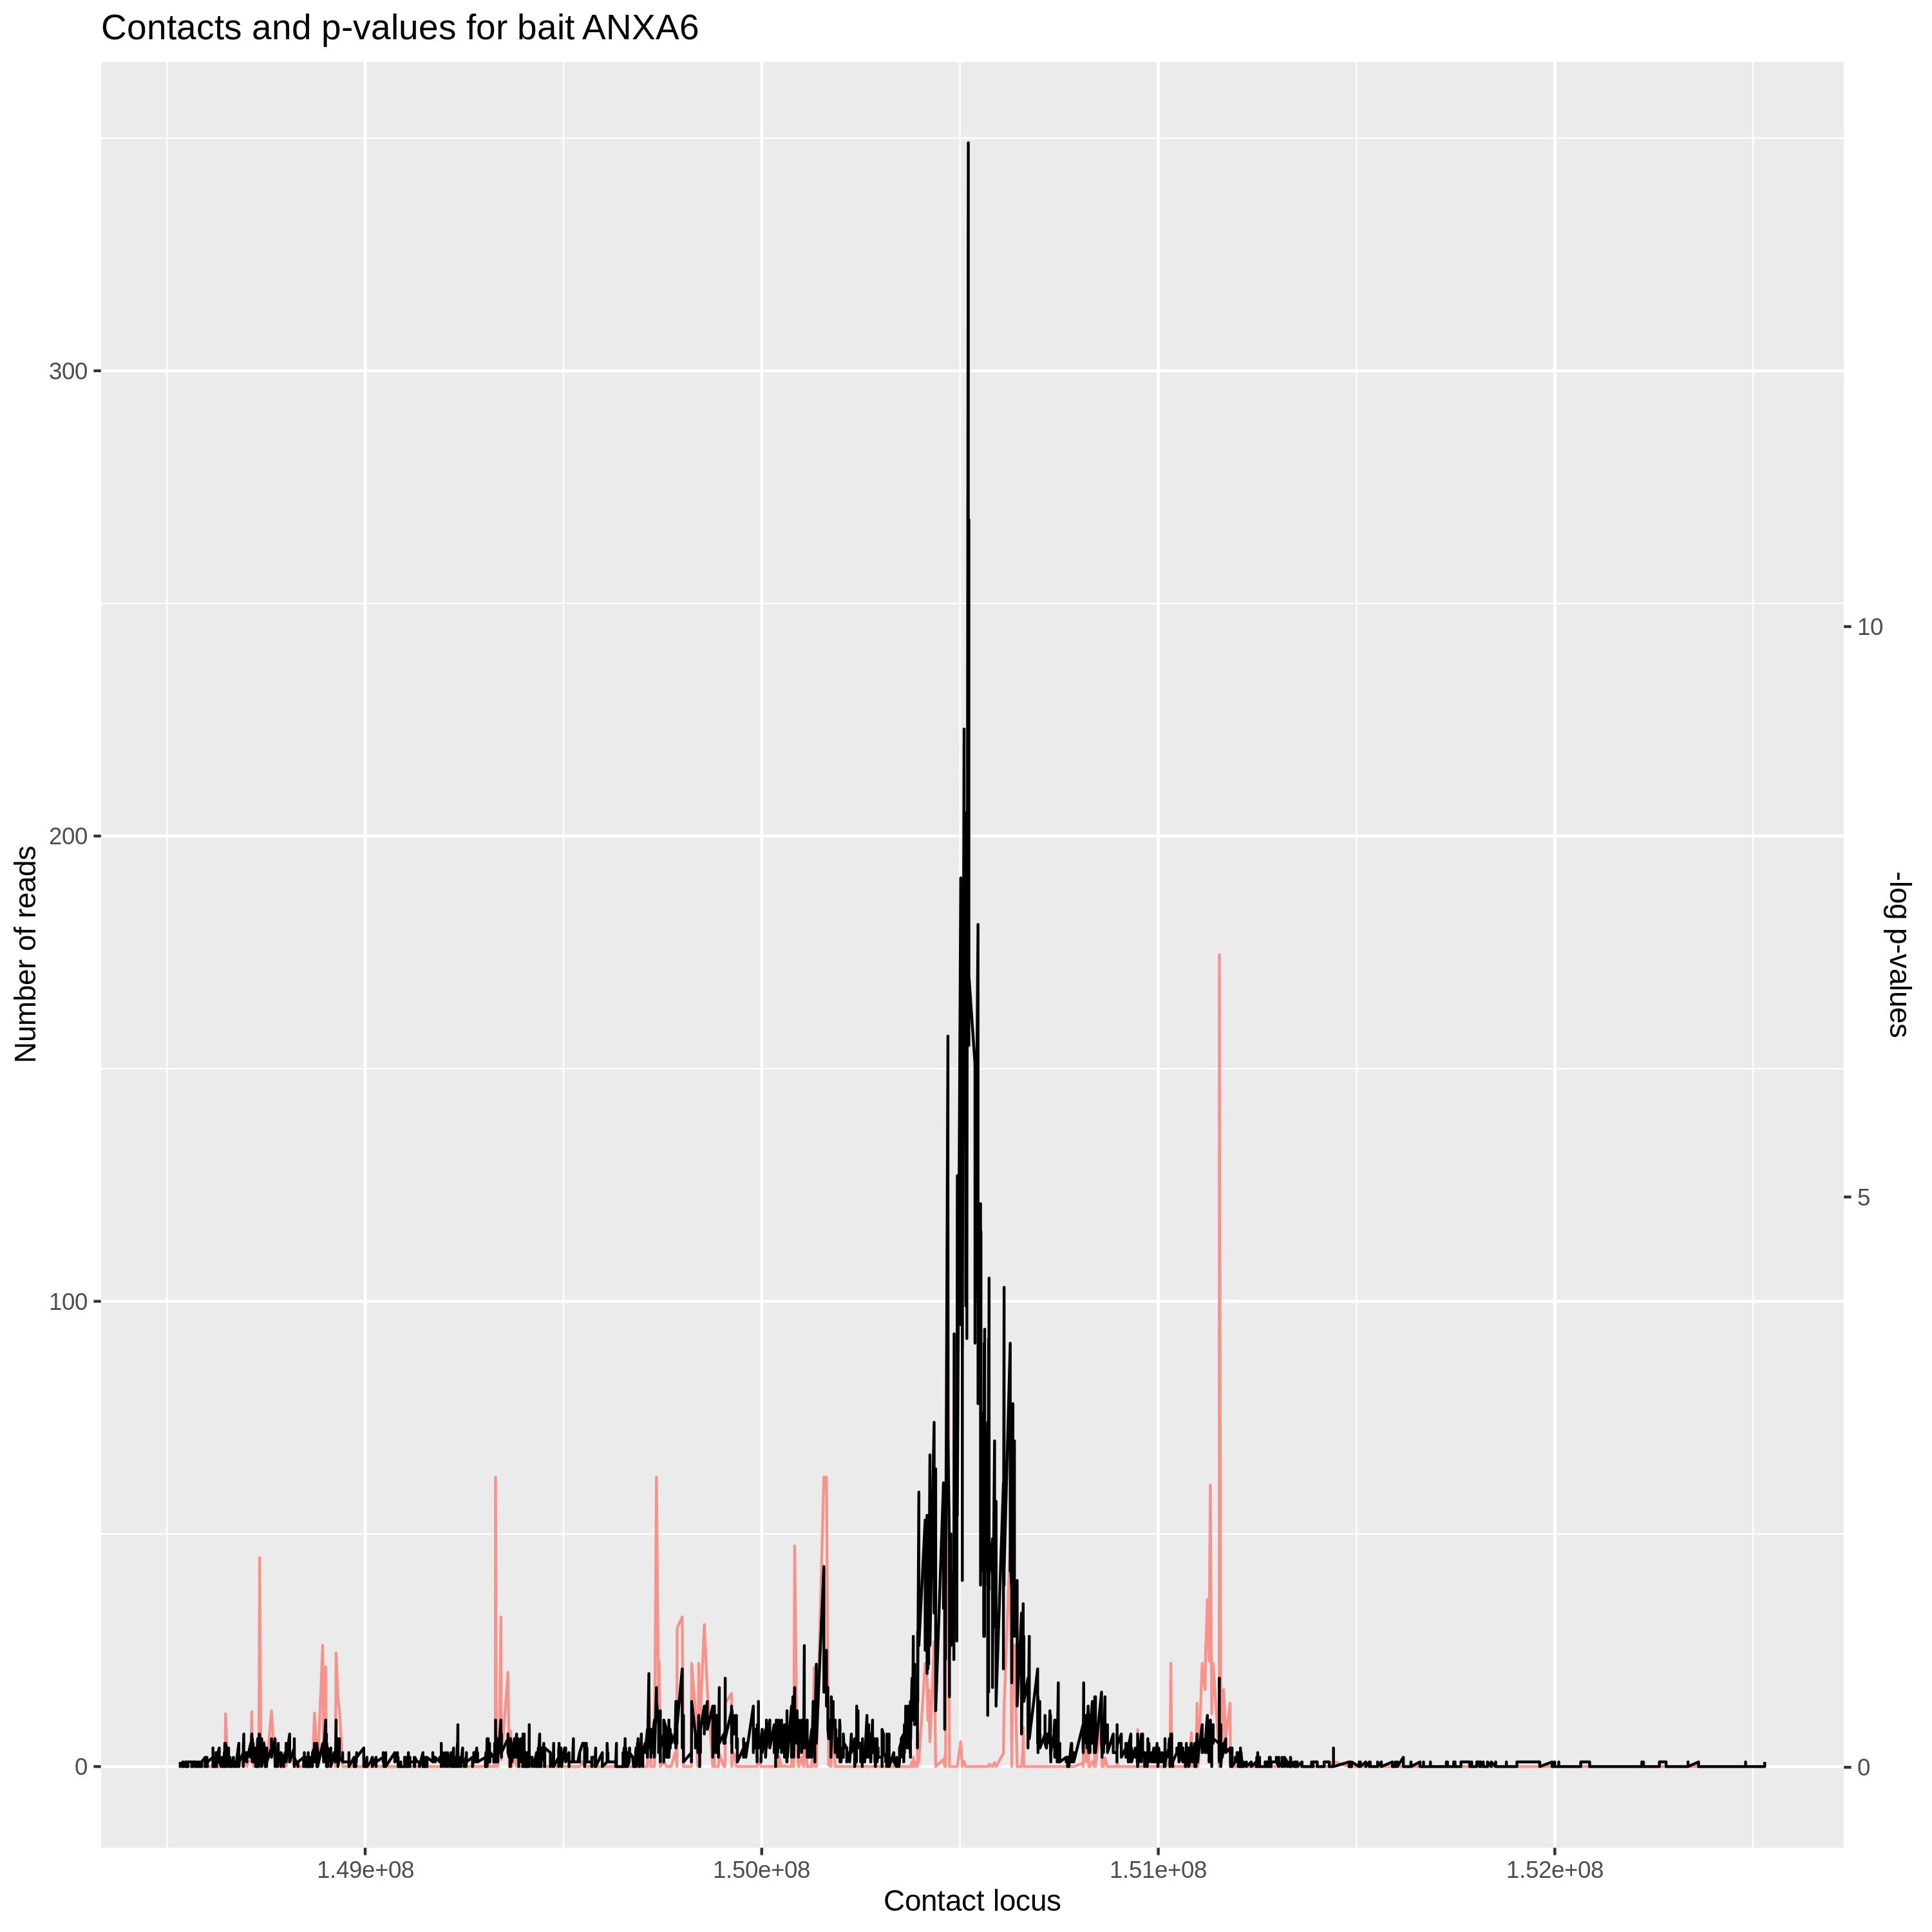 Contacts and p-values for bait ANXA6
300
200
100
0
Number of reads
10
5
0
-log p-values
1.49e+08
1.50e+08
1.51e+08
1.52e+08
Contact locus